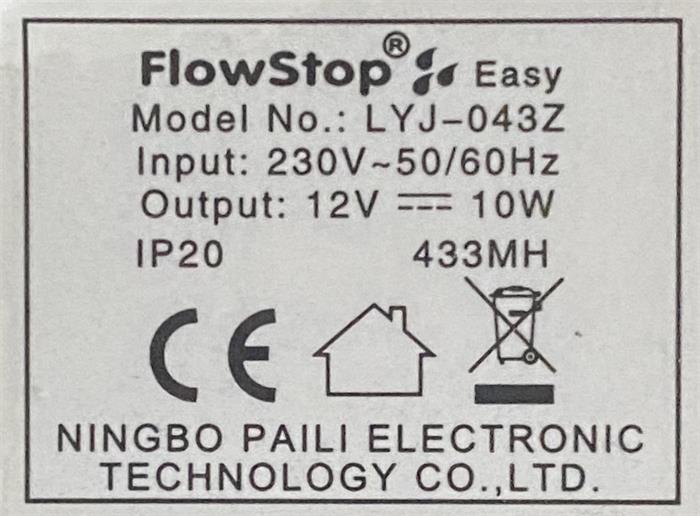 FlowStop® Easy
Model No.: LYJ-043Z
Input: 230V~50/60Hz
Output: 12V ⎓ 10W
IP20 433MH
CE
NINGBO PAILI ELECTRONIC
TECHNOLOGY CO.,LTD.